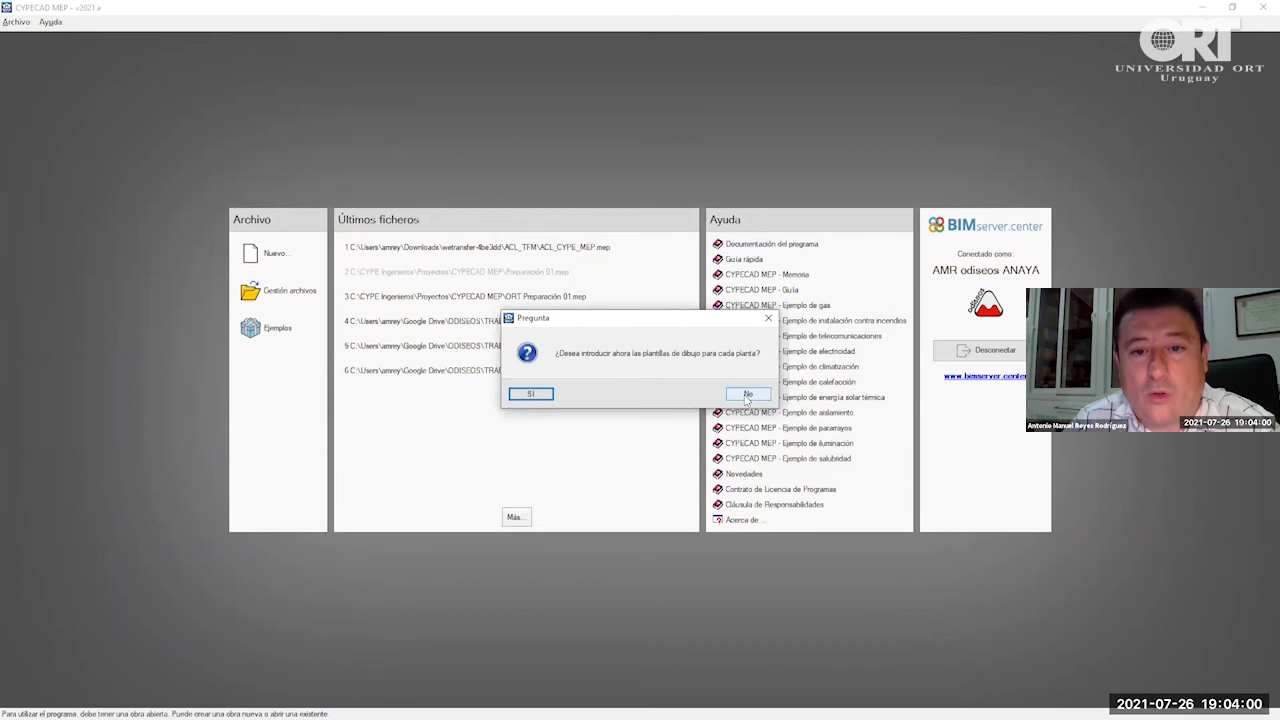 CYPECAD MEP - v2021.e
Archivo Ayuda
ORT
UNIVERSIDAD ORT
Uruguay
Archivo
Nuevo...
Gestión archivos
Ejemplos
Últimos ficheros
1 C:\Users\amrey\Downloads\wetransfer-4be3dd\ACL_TFM\ACL_CYPE_MEP.mep
2 C:\CYPE Ingenieros\Proyectos\CYPECAD MEP\Preparación 01.mep
3 C:\CYPE Ingenieros\Proyectos\CYPECAD MEP\ORT Preparación 01.mep
4 C:\Users\amrey\Google Drive\ODISEOS\TRA
5 C:\Users\amrey\Google Drive\ODISEOS\TRAE
6 C:\Users\amrey\Google Drive\ODISEOS\TRAE
Más...
Pregunta
¿Desea introducir ahora las plantillas de dibujo para cada planta?
Sí
No
Ayuda
Documentación del programa
Guía rápida
CYPECAD MEP - Memoria
CYPECAD MEP - Guía
CYPECAD MEP - Ejemplo de gas
- Ejemplo de instalación contra incendios
- Ejemplo de telecomunicaciones
- Ejemplo de electricidad
- Ejemplo de climatización
- Ejemplo de calefacción
- Ejemplo de energía solar térmica
CYPECAD MEP - Ejemplo de aislamiento
CYPECAD MEP - Ejemplo de pararrayos
CYPECAD MEP - Ejemplo de iluminación
CYPECAD MEP - Ejemplo de salubridad
Novedades
Contrato de Licencia de Programas
Cláusula de Responsabilidades
Acerca de ...
BIMserver.center
Conectado como:
AMR odiseos ANAYA
odiseos
Desconectar
www.bimserver.center
Antonio Manuel Reyes Rodríguez
2021-07-26 19:04:00
Para utilizar el programa, debe tener una obra abierta. Puede crear una obra nueva o abrir una existente.
2021-07-26 19:04:00